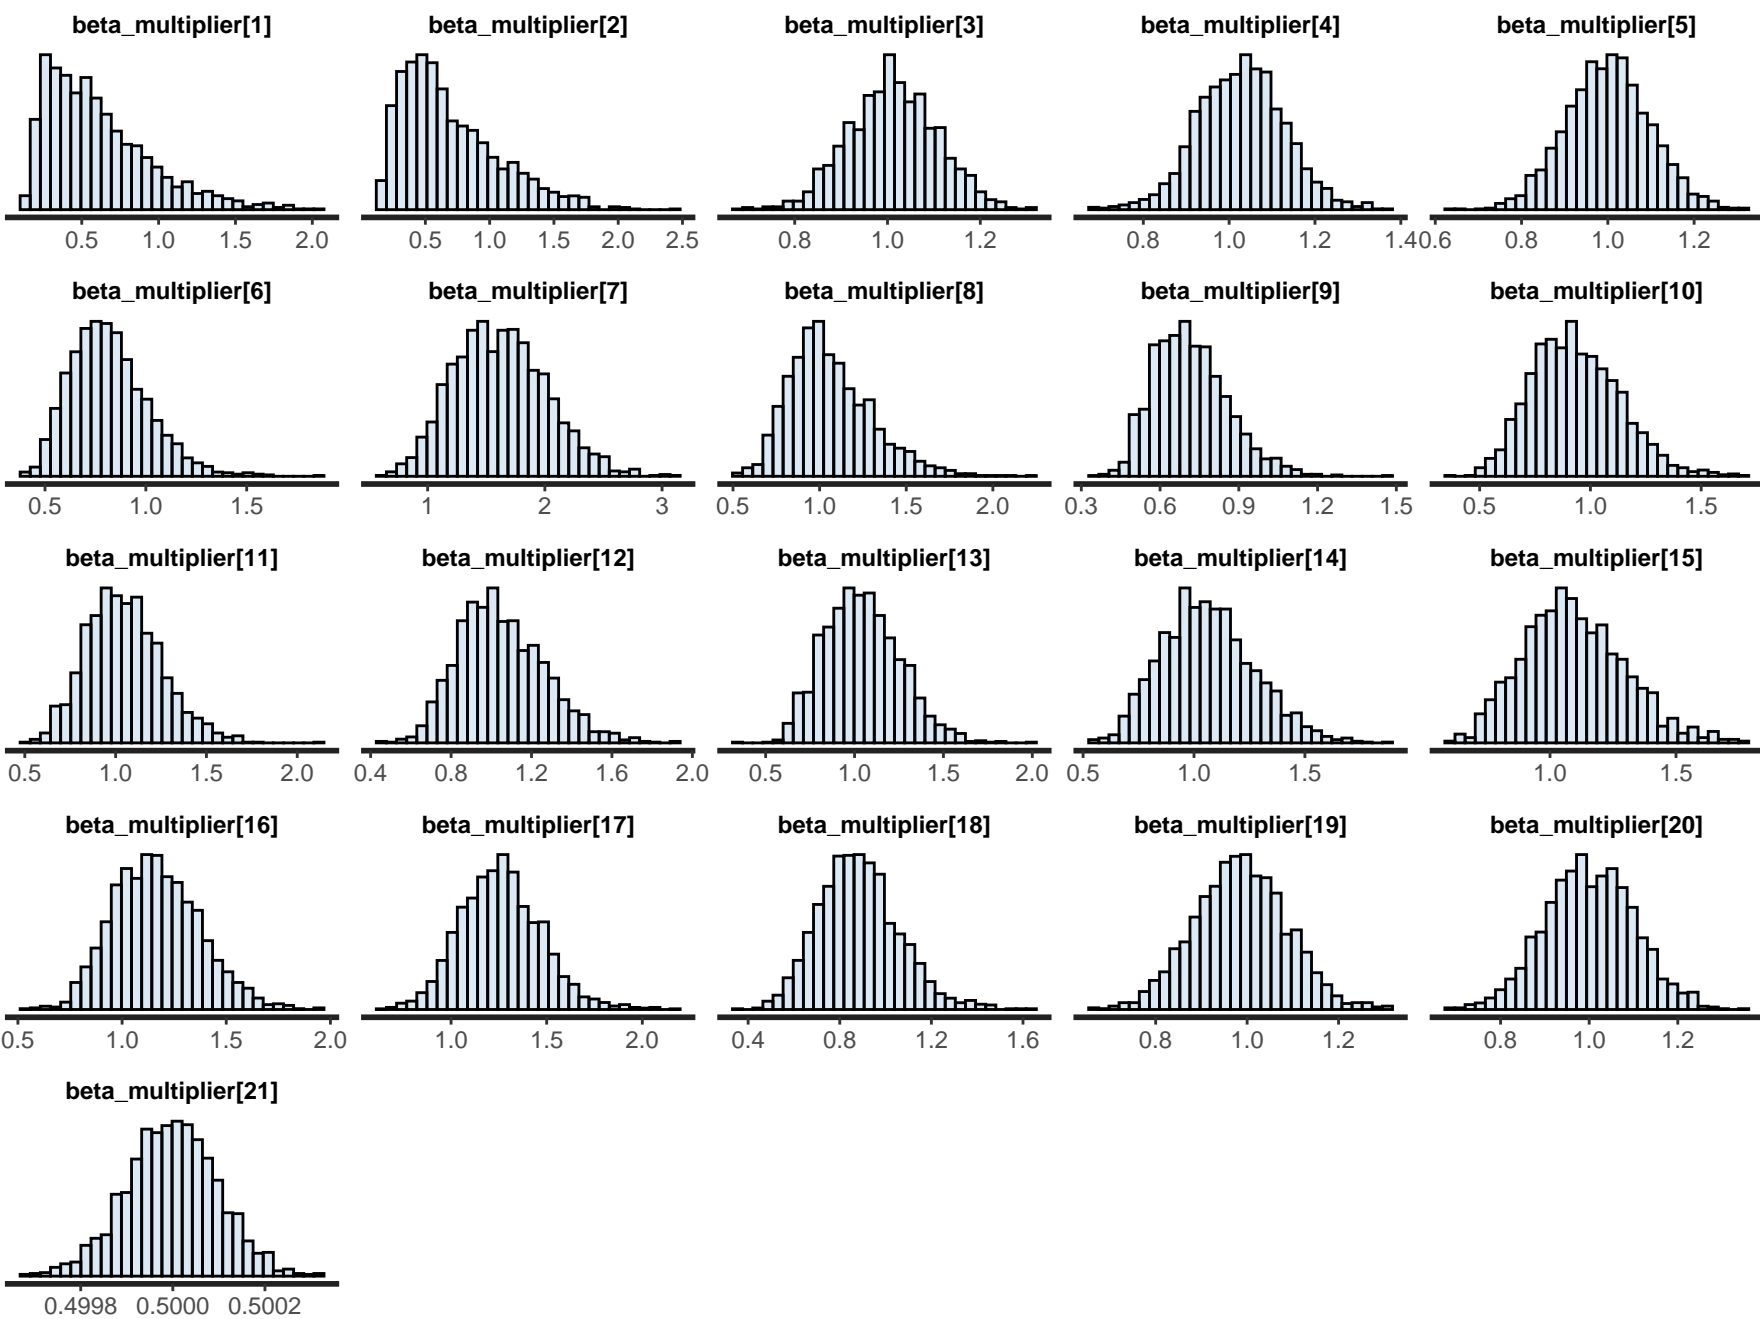 beta_multiplier[1] beta_multiplier[2] beta_multiplier[3] beta_multiplier[4] beta_multiplier[5]
0.5 1.0 1.5 2.0 0.5 1.0 1.5 2.0 2.5 0.8 1.0 1.2 0.8 1.0 1.2 1.4 0.6 0.8 1.0 1.2
beta_multiplier[6] beta_multiplier[7] beta_multiplier[8] beta_multiplier[9] beta_multiplier[10]
0.5 1.0 1.5 1 2 3 0.5 1.0 1.5 2.0 0.3 0.6 0.9 1.2 1.5 0.5 1.0 1.5
beta_multiplier[11] beta_multiplier[12] beta_multiplier[13] beta_multiplier[14] beta_multiplier[15]
0.5 1.0 1.5 2.0 0.4 0.8 1.2 1.6 2.0 0.5 1.0 1.5 2.0 0.5 1.0 1.5 1.0 1.5
beta_multiplier[16] beta_multiplier[17] beta_multiplier[18] beta_multiplier[19] beta_multiplier[20]
0.5 1.0 1.5 2.0 1.0 1.5 2.0 0.4 0.8 1.2 1.6 0.8 1.0 1.2 0.8 1.0 1.2
beta_multiplier[21]
0.4998 0.5000 0.5002